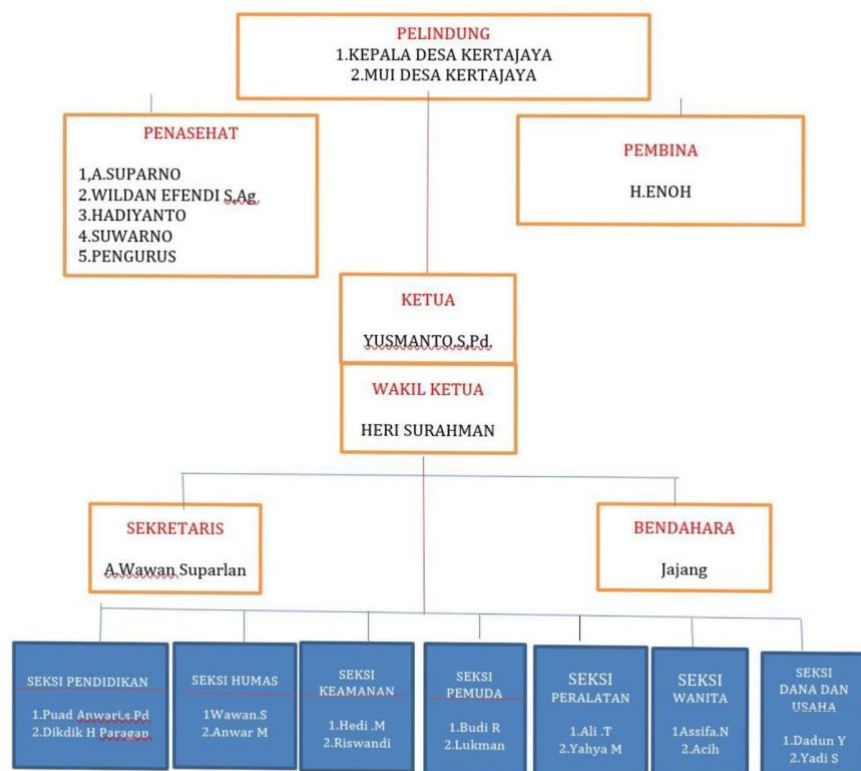 PELINDUNG
1.KEPALA DESA KERTAJAYA
2.MUI DESA KERTAJAYA
PENASEHAT
1,A.SUPARNO
2.WILDAN EFENDI S,Ag
3.HADIYANTO
4.SUWARNO
5.PENGURUS
PEMBINA
H.ENOH
KETUA
YUSMANTO,S,Pd.
WAKIL KETUA
HERI SURAHMAN
SEKRETARIS
A.Wawan Suparlan
BENDAHARA
Jajang
SEKSI PENDIDIKAN
1.Puad Anwari.s.Pd
2.Dikdik H Paragan
SEKSI HUMAS
1Wawan.S
2.Anwar M
SEKSI
KEAMANAN
1.Hedi .M
2.Riswandi
SEKSI
PEMUDA
1.Budi R
2.Lukman
SEKSI
PERALATAN
1.Ali .T
2.Yahya M
SEKSI
WANITA
1Assifa.N
2.Acih
SEKSI
DANA DAN
USAHA
1.Dadun Y
2.Yadi S